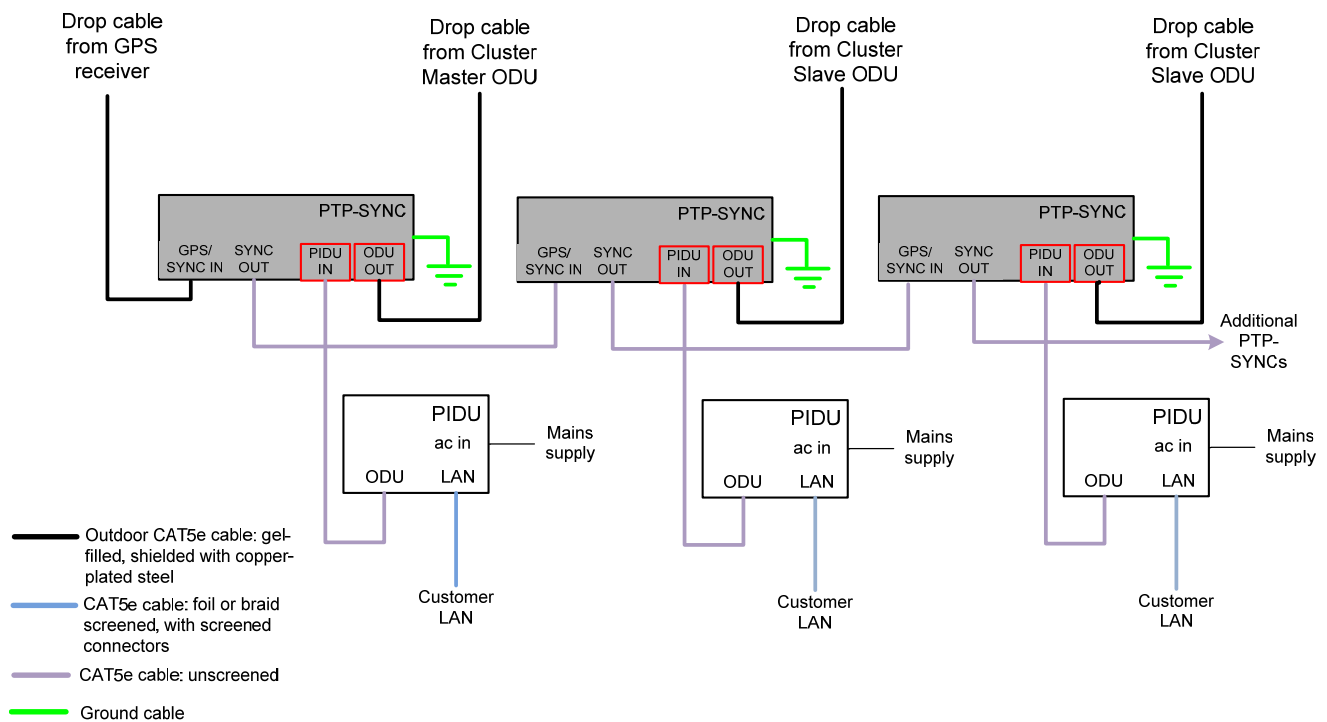 Drop cable
from GPS
receiver
Drop cable
from Cluster
Master ODU
Drop cable
from Cluster
Slave ODU
Drop cable
from Cluster
Slave ODU
PTP-SYNC
GPS/
SYNC IN
SYNC
OUT
PIDU
IN
ODU
OUT
PTP-SYNC
GPS/
SYNC IN
SYNC
OUT
PIDU
IN
ODU
OUT
PTP-SYNC
GPS/
SYNC IN
SYNC
OUT
PIDU
IN
ODU
OUT
Additional
PTP-
SYNCs
PIDU
ac in
ODU
LAN
Mains
supply
PIDU
ac in
ODU
LAN
Mains
supply
PIDU
ac in
ODU
LAN
Mains
supply
Customer
LAN
Customer
LAN
Customer
LAN
Outdoor CAT5e cable: gel-
filled, shielded with copper-
plated steel
CAT5e cable: foil or braid
screened, with screened
connectors
CAT5e cable: unscreened
Ground cable